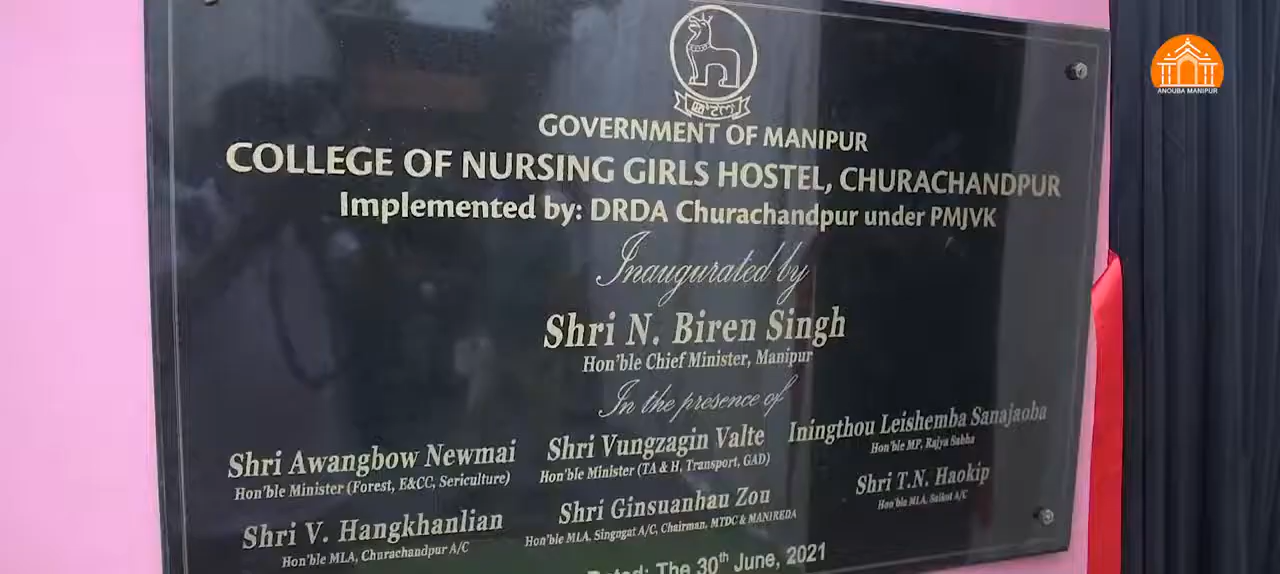 ANOUBA MANIPUR
GOVERNMENT OF MANIPUR
COLLEGE OF NURSING GIRLS HOSTEL, CHURACHANDPUR
Implemented by: DRDA Churachandpur under PMJVK
Inaugurated by
Shri N. Biren Singh
Hon'ble Chief Minister, Manipur
In the presence of
Shri Awangbow Newmai
Hon'ble Minister (Forest, E&CC, Sericulture)
Shri Vungzagin Valte
Hon'ble Minister (TA & H, Transport, GAD)
Iningthou Leishemba Sanajaoba
Hon'ble MP, Rajya Sabha
Shri V. Hangkhanlian
Hon'ble MLA, Churachandpur A/C
Shri Ginsuanhau Zou
Hon'ble MLA, Singngat A/C, Chairman, MTDC & MANIREDA
Shri T.N. Haokip
Hon'ble MLA, Saikot A/C
Dated: The 30th June, 2021